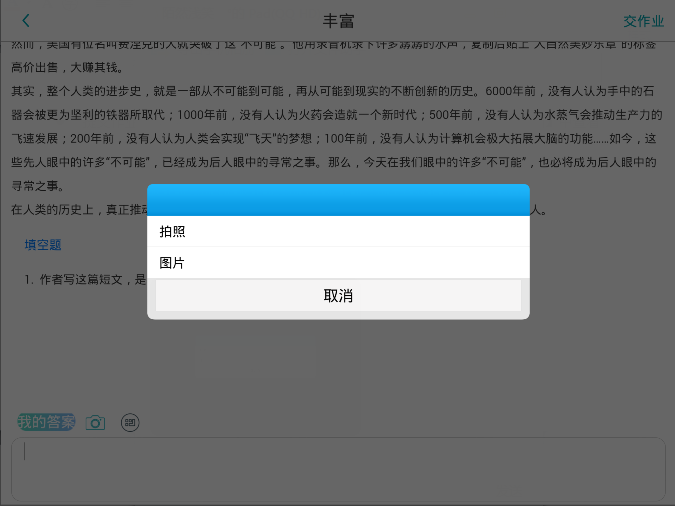 丰富
交作业
然而，美国有位名叫费涅克的人就突破了这"不可能"。他用录音机录下许多潺潺的水声，复制后贴上"大自然美妙乐章"的标签
高价出售，大赚其钱。
其实，整个人类的进步史，就是一部从不可能到可能，再从可能到现实的不断创新的历史。6000年前，没有人认为手中的石
器会被更为坚利的铁器所取代；1000年前，没有人认为火药会造就一个新时代；500年前，没有人认为水蒸气会推动生产力的
飞速发展；200年前，没有人认为人类会实现"飞天"的梦想；100年前，没有人认为计算机会极大拓展大脑的功能……如今，这
些先人眼中的许多"不可能"，已经成为后人眼中的寻常之事。那么，今天在我们眼中的许多"不可能"，也必将成为后人眼中的
寻常之事。
在人类的历史上，真正推动
人。
拍照
填空题
图片
1. 作者写这篇短文，是
取消
我的答案